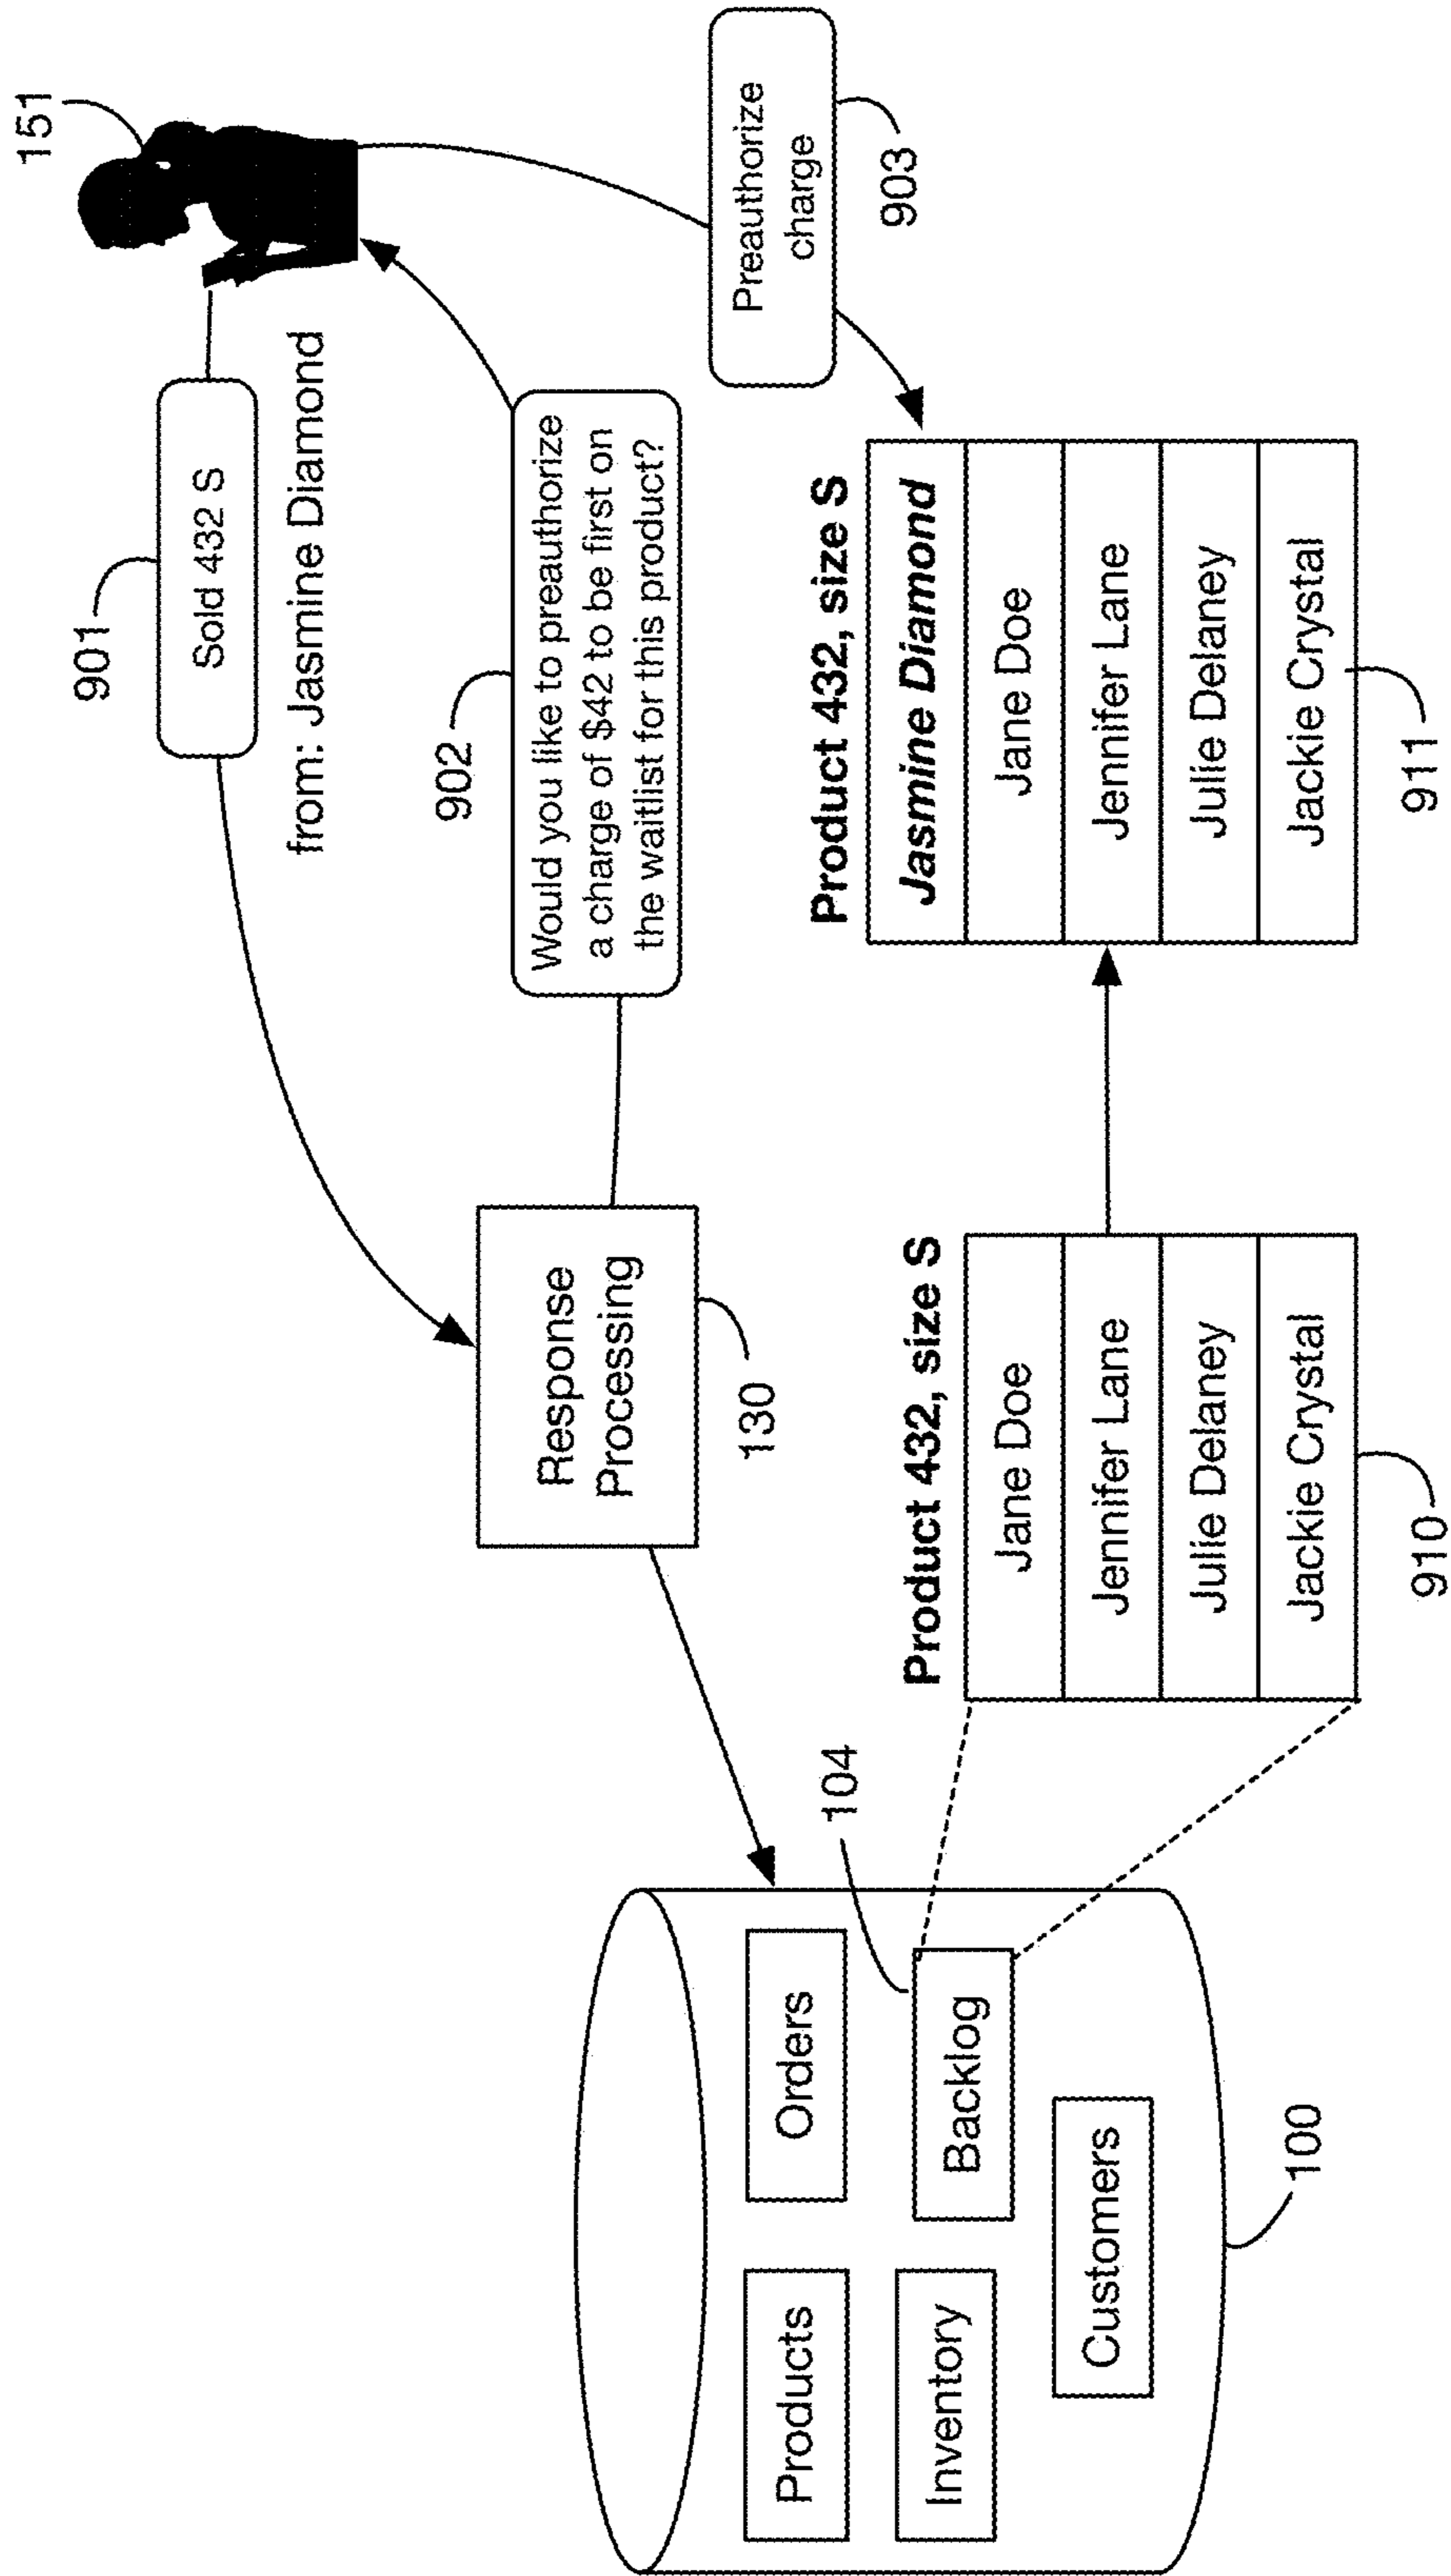 151
901
Sold 432 S
from: Jasmine Diamond
902
Would you like to preauthorize
a charge of $42 to be first on
the waitlist for this product?
Preauthorize
charge
903
Response
Processing
130
104
Products
Orders
Inventory
Backlog
Customers
100
Product 432, size S
Jane Doe
Jennifer Lane
Julie Delaney
Jackie Crystal
910
Product 432, size S
Jasmine Diamond
Jane Doe
Jennifer Lane
Julie Delaney
Jackie Crystal
911